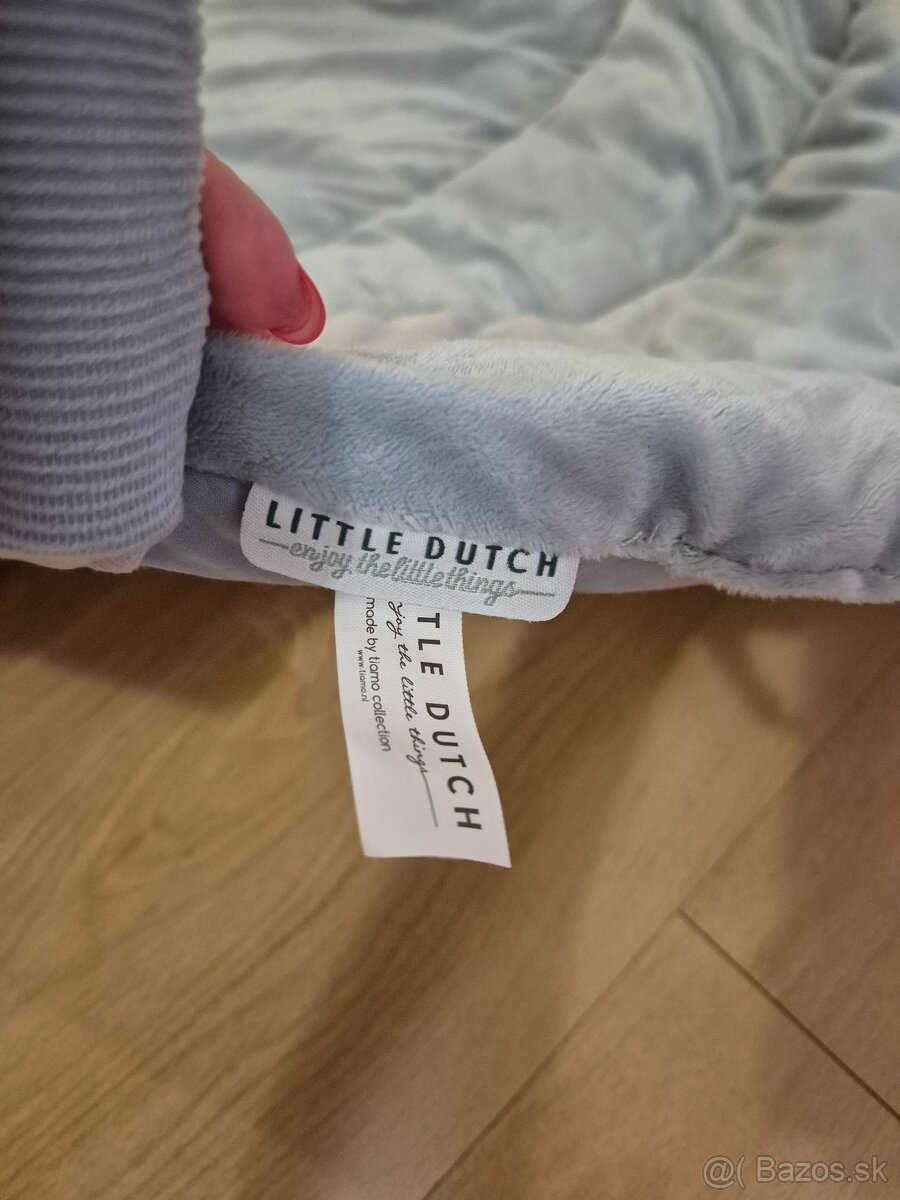 LITTLE DUTCH
enjoy the little things
TLE DUTCH
joy the little things
made by tiamo collection
www.tiamo.nl
@( Bazos.sk